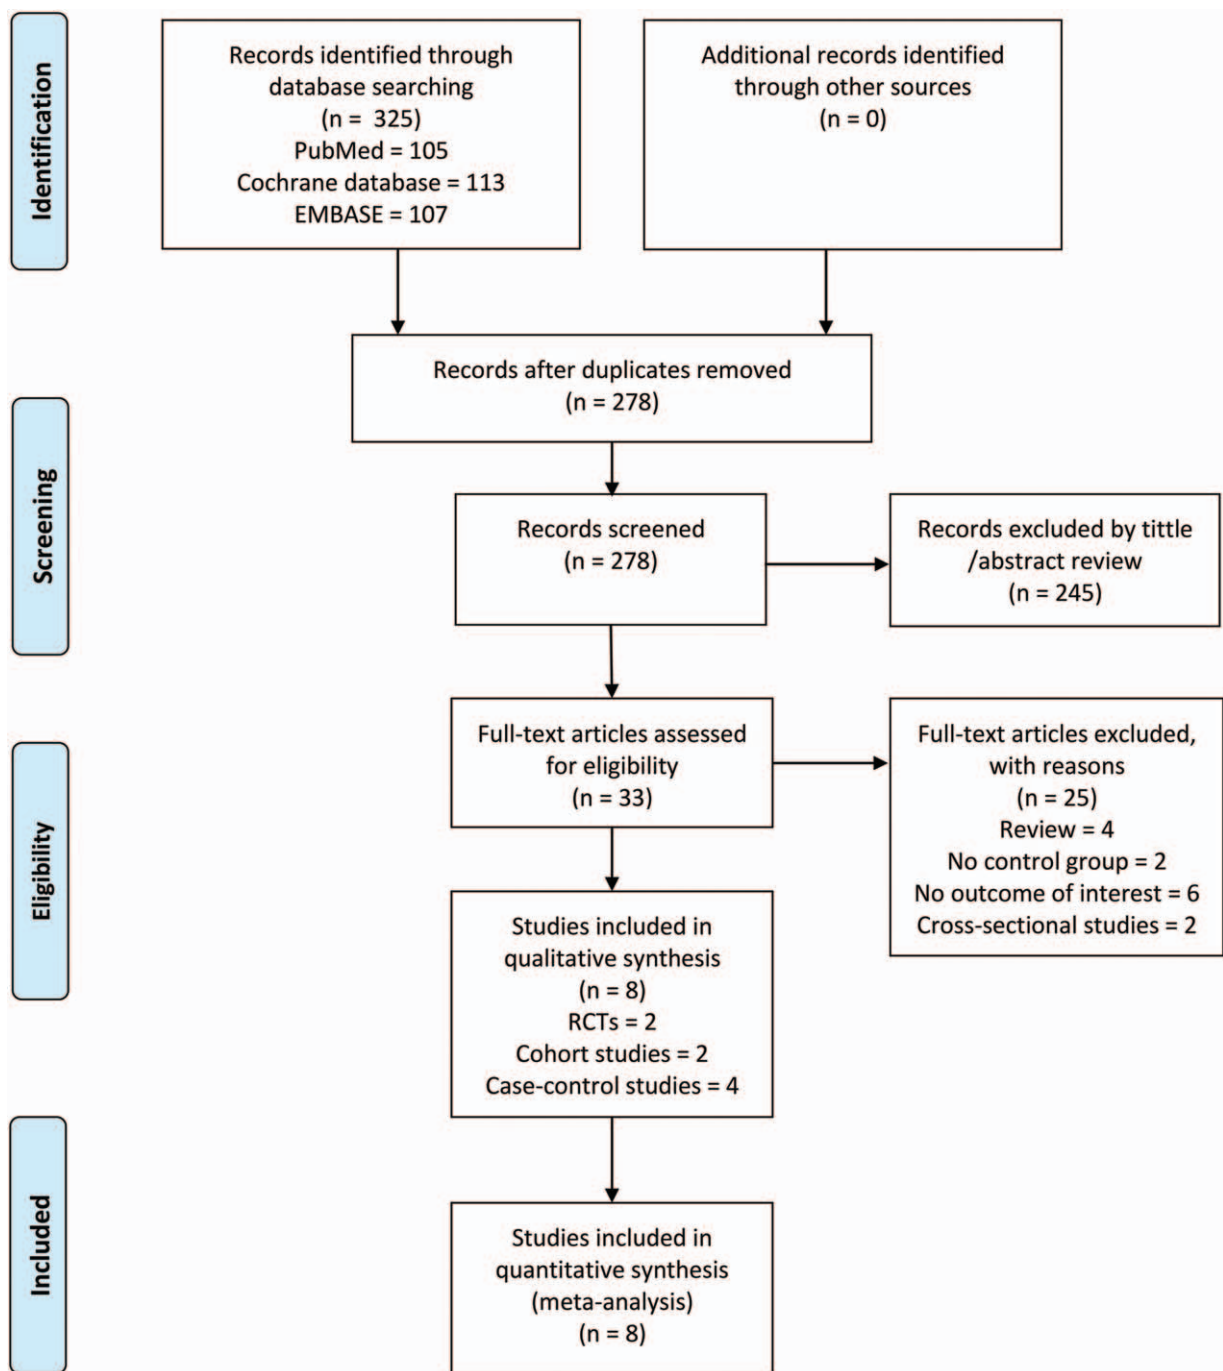 Identification
Records identified through
database searching
(n = 325)
PubMed = 105
Cochrane database = 113
EMBASE = 107
Additional records identified
through other sources
(n = 0)
Records after duplicates removed
(n = 278)
Screening
Records screened
(n = 278)
Records excluded by tittle
/abstract review
(n = 245)
Eligibility
Full-text articles assessed
for eligibility
(n = 33)
Full-text articles excluded,
with reasons
(n = 25)
Review = 4
No control group = 2
No outcome of interest = 6
Cross-sectional studies = 2
Studies included in
qualitative synthesis
(n = 8)
RCTs = 2
Cohort studies = 2
Case-control studies = 4
Included
Studies included in
quantitative synthesis
(meta-analysis)
(n = 8)